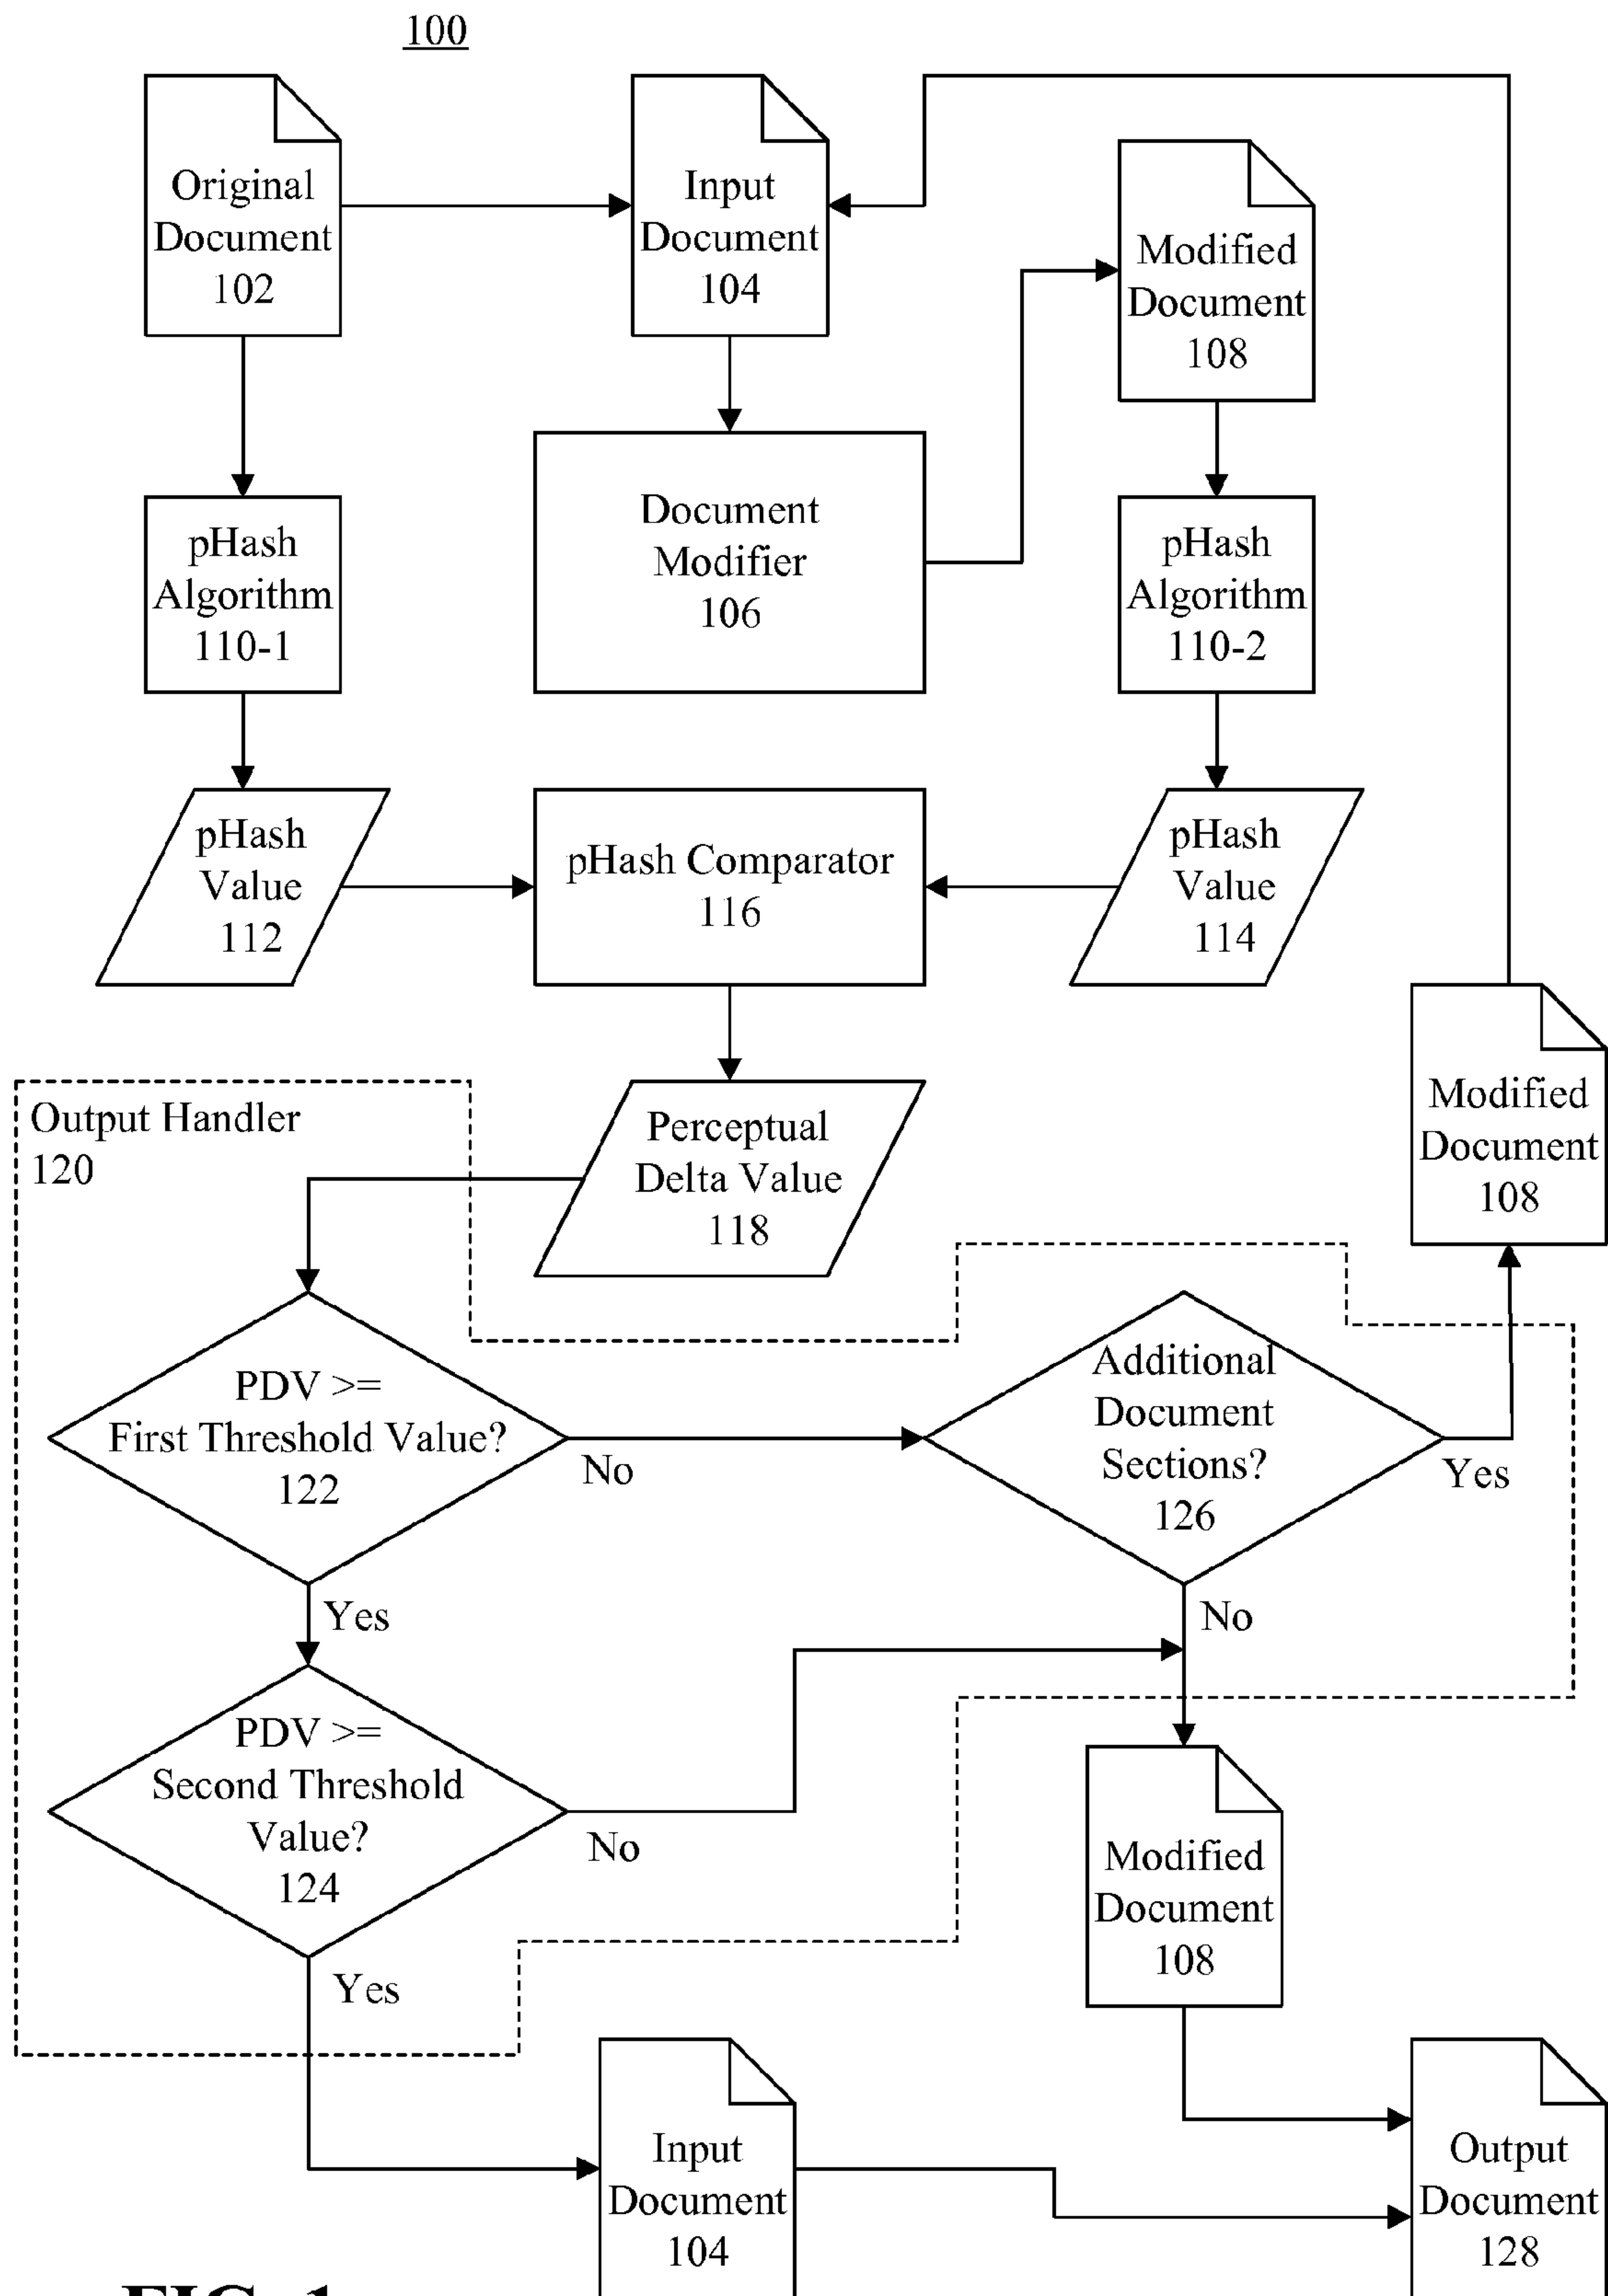 100
Original
Document
102
Input
Document
104
Modified
Document
108
pHash
Algorithm
110-1
Document
Modifier
106
pHash
Algorithm
110-2
pHash
Value
112
pHash Comparator
116
pHash
Value
114
Output Handler
120
Perceptual
Delta Value
118
Modified
Document
108
PDV >=
First Threshold Value?
122
No
Additional
Document
Sections?
126
Yes
Yes
No
PDV >=
Second Threshold
Value?
124
No
Modified
Document
108
Yes
Input
Document
104
Output
Document
128
FIG. 1